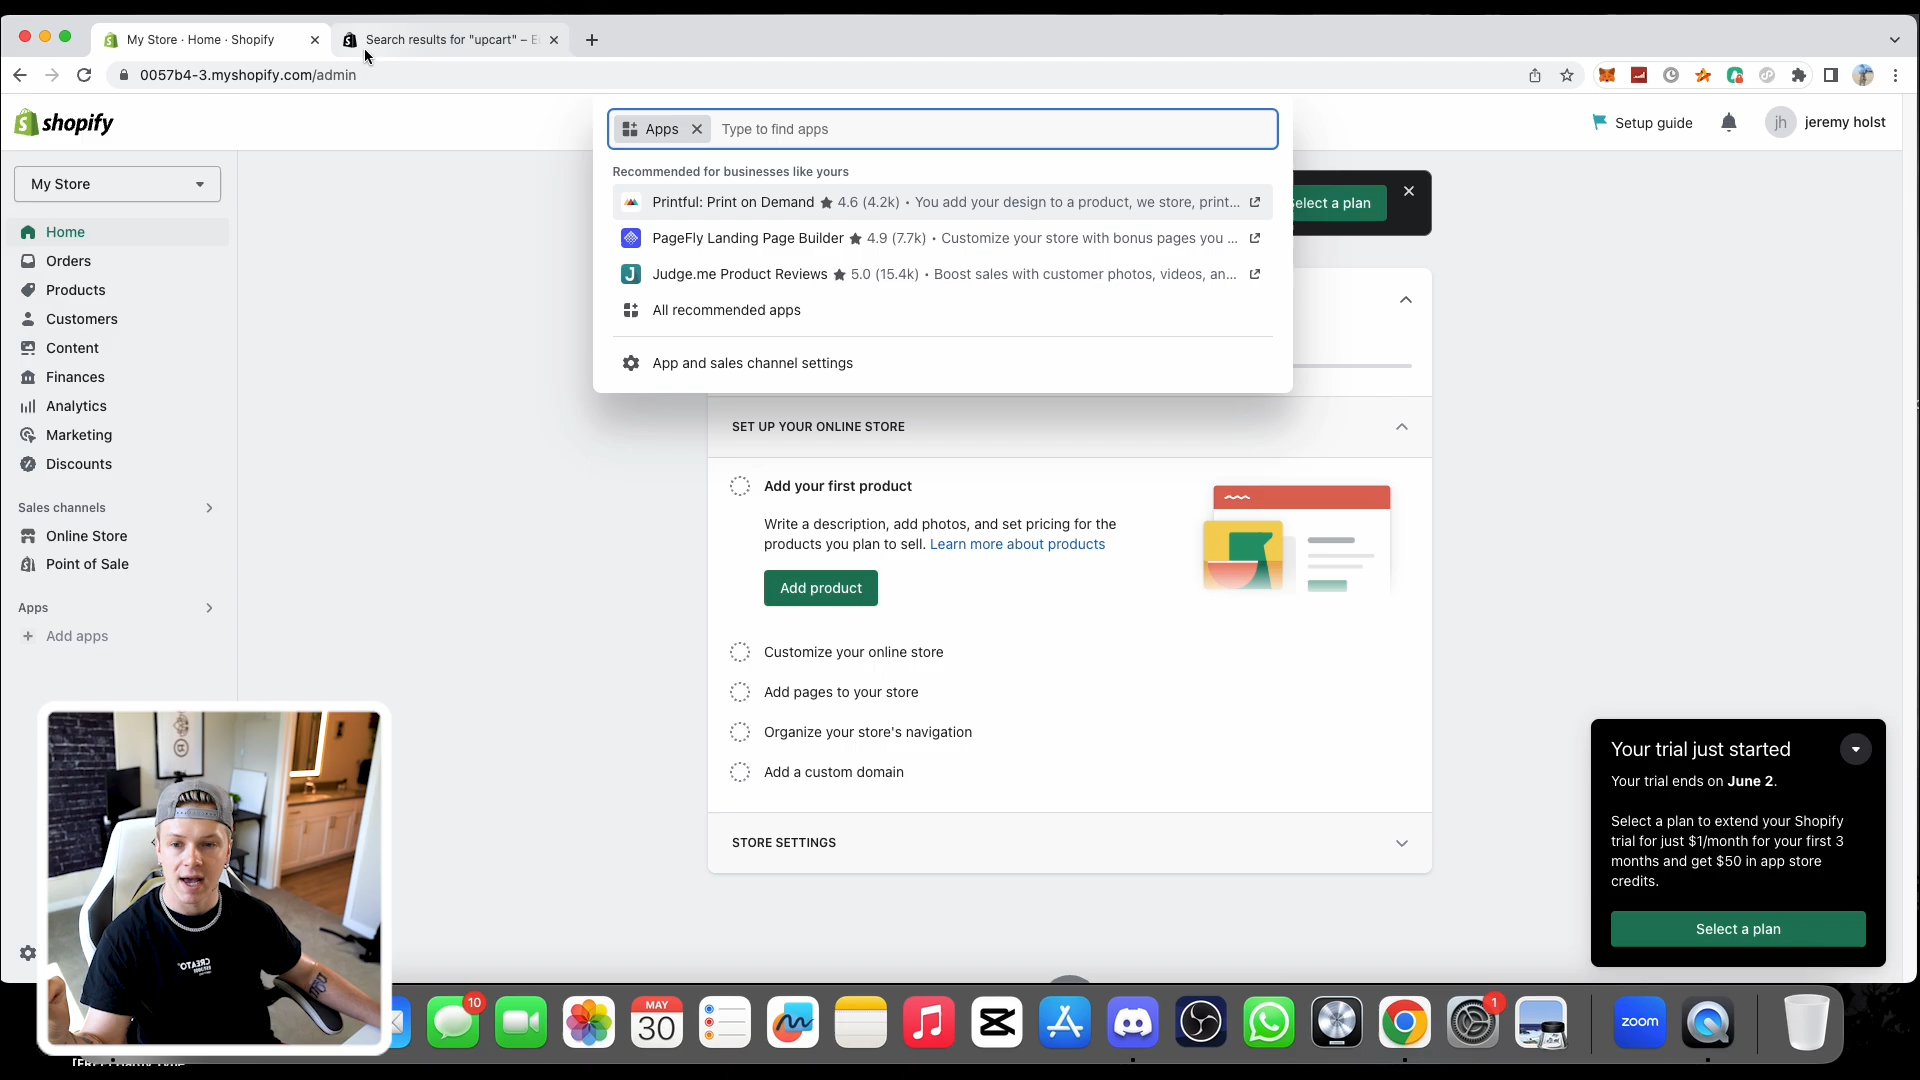 My Store · Home · Shopify
Search results for "upcart" – Ec
0057b4-3.myshopify.com/admin
shopify
Apps
Type to find apps
Setup guide
jh
jeremy holst
My Store
Home
Orders
Products
Customers
Content
Finances
Analytics
Marketing
Discounts
Sales channels
Online Store
Point of Sale
Apps
Add apps
Recommended for businesses like yours
Printful: Print on Demand ★ 4.6 (4.2k) • You add your design to a product, we store, print...
PageFly Landing Page Builder ★ 4.9 (7.7k) • Customize your store with bonus pages you ...
Judge.me Product Reviews ★ 5.0 (15.4k) • Boost sales with customer photos, videos, an...
All recommended apps
App and sales channel settings
Select a plan
SET UP YOUR ONLINE STORE
Add your first product
Write a description, add photos, and set pricing for the
products you plan to sell. Learn more about products
Add product
Customize your online store
Add pages to your store
Organize your store's navigation
Add a custom domain
STORE SETTINGS
Your trial just started
Your trial ends on June 2.
Select a plan to extend your Shopify
trial for just $1/month for your first 3
months and get $50 in app store
credits.
Select a plan
10
MAY
30
1
zoom